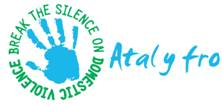 BREAK THE SILENCE ON DOMESTIC VIOLENCE
Atal y fro